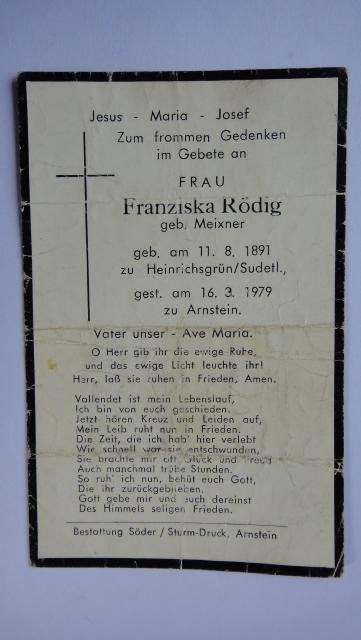 Jesus - Maria - Josef
Zum frommen Gedenken
im Gebete an
FRAU
Franziska Rödig
geb. Meixner
geb. am 11. 8. 1891
zu Heinrichsgrün/Sudetl.,
gest. am 16. 3. 1979
zu Arnstein.
Vater unser - Ave Maria.
O Herr gib ihr die ewige Ruhe,
und das ewige Licht leuchte ihr!
Herr, laß sie ruhen in Frieden, Amen.
Vollendet ist mein Lebenslauf,
Ich bin von euch geschieden.
Jetzt hören Kreuz und Leiden auf,
Mein Leib ruht nun in Frieden.
Die Zeit, die ich hab' hier verlebt
Wie schnell war sie entschwunden,
Sie brachte mir oft Glück und Freud
Auch manchmal trübe Stunden.
So ruh' ich nun, behüt euch Gott,
Die ihr zurückgeblieben.
Gott gebe mir und euch dereinst
Des Himmels seligen Frieden.
Bestattung Söder / Sturm-Druck, Arnstein